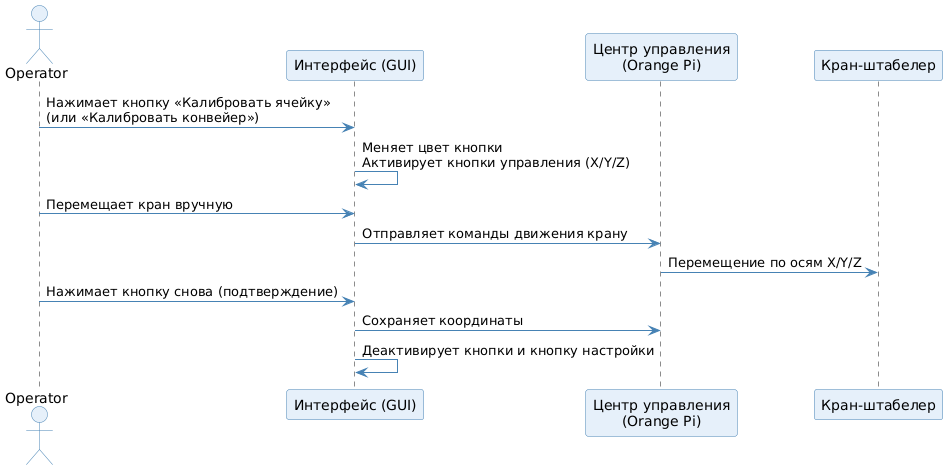 Operator
Интерфейс (GUI)
Центр управления
(Orange Pi)
Кран-штабелер
Нажимает кнопку «Калибровать ячейку»
(или «Калибровать конвейер»)
Меняет цвет кнопки
Активирует кнопки управления (X/Y/Z)
Перемещает кран вручную
Отправляет команды движения крану
Перемещение по осям X/Y/Z
Нажимает кнопку снова (подтверждение)
Сохраняет координаты
Деактивирует кнопки и кнопку настройки
Operator
Интерфейс (GUI)
Центр управления
(Orange Pi)
Кран-штабелер